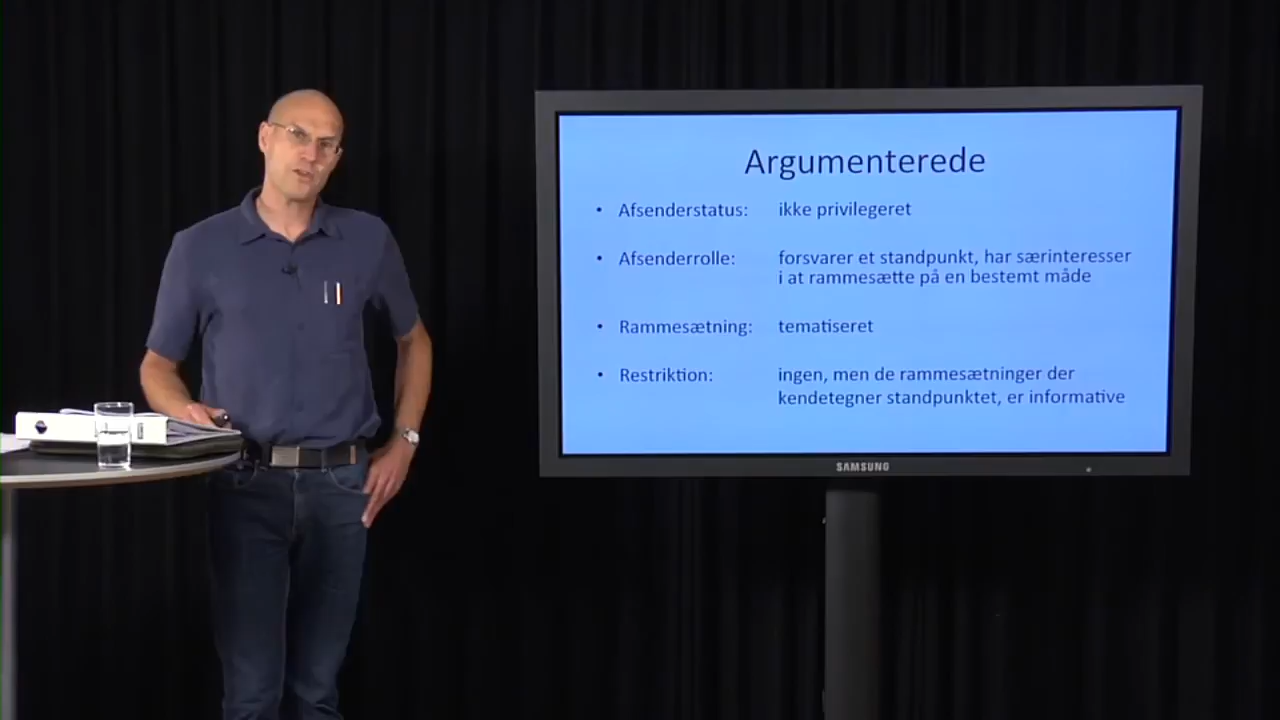 Argumenterede
• Afsenderstatus: ikke privilegeret
• Afsenderrolle: forsvarer et standpunkt, har særinteresser
i at rammesætte på en bestemt måde
• Rammesætning: tematiseret
• Restriktion: ingen, men de rammesætninger der
kendetegner standpunktet, er informative
SAMSUNG